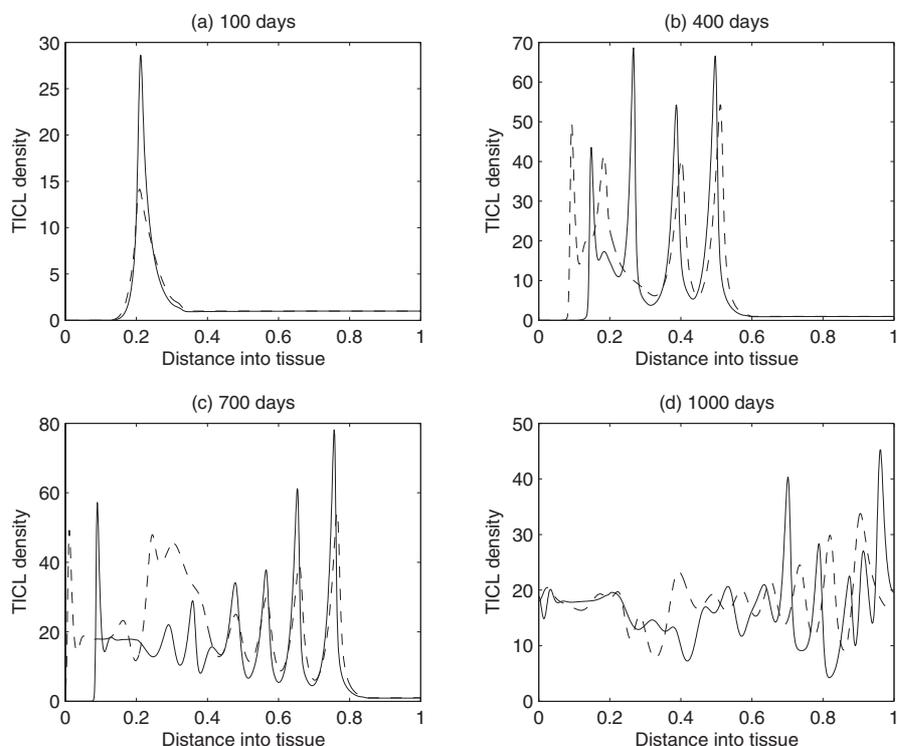 (a) 100 days
30
25
20
15
10
5
0
TICL density
0 0.2 0.4 0.6 0.8 1
Distance into tissue
(b) 400 days
70
60
50
40
30
20
10
0
TICL density
0 0.2 0.4 0.6 0.8 1
Distance into tissue
(c) 700 days
80
60
40
20
0
TICL density
0 0.2 0.4 0.6 0.8 1
Distance into tissue
(d) 1000 days
50
40
30
20
10
0
TICL density
0 0.2 0.4 0.6 0.8 1
Distance into tissue